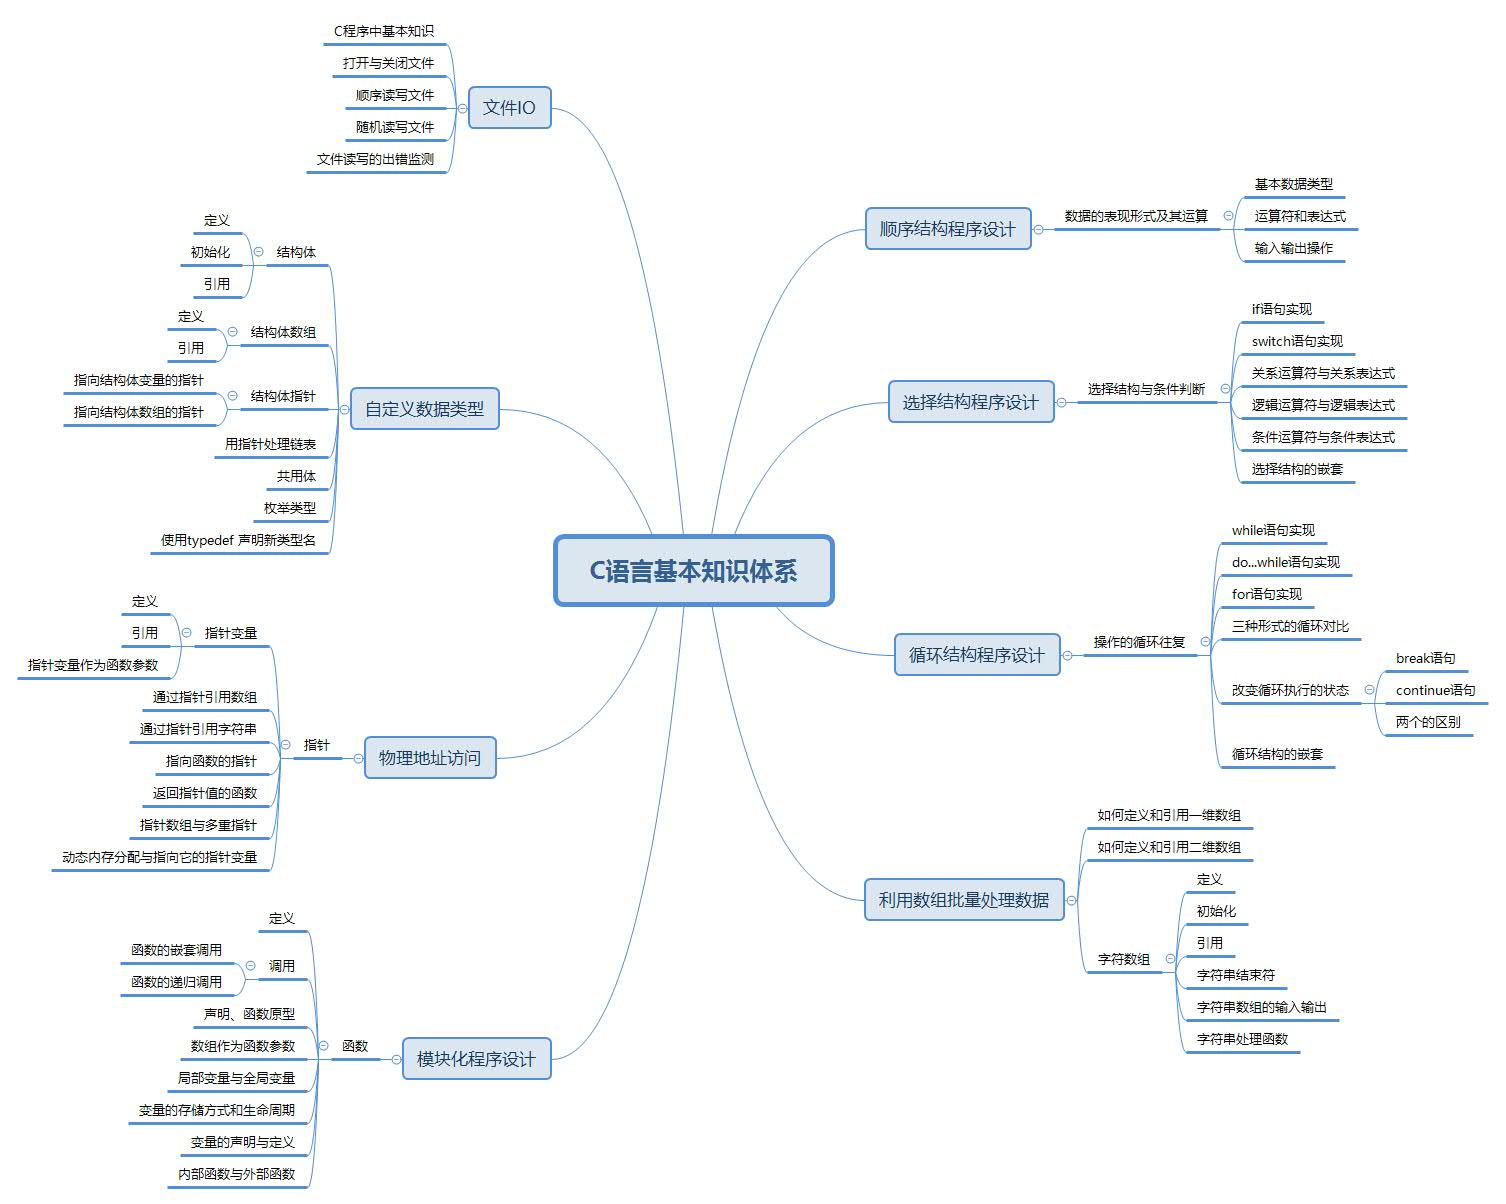 C语言基本知识体系
文件IO
C程序中基本知识
打开与关闭文件
顺序读写文件
随机读写文件
文件读写的出错监测
自定义数据类型
结构体
定义
初始化
引用
结构体数组
定义
引用
结构体指针
指向结构体变量的指针
指向结构体数组的指针
用指针处理链表
共用体
枚举类型
使用typedef 声明新类型名
物理地址访问
指针
指针变量
定义
引用
指针变量作为函数参数
通过指针引用数组
通过指针引用字符串
指向函数的指针
返回指针值的函数
指针数组与多重指针
动态内存分配与指向它的指针变量
模块化程序设计
函数
定义
调用
函数的嵌套调用
函数的递归调用
声明、函数原型
数组作为函数参数
局部变量与全局变量
变量的存储方式和生命周期
变量的声明与定义
内部函数与外部函数
顺序结构程序设计
数据的表现形式及其运算
基本数据类型
运算符和表达式
输入输出操作
选择结构程序设计
选择结构与条件判断
if语句实现
switch语句实现
关系运算符与关系表达式
逻辑运算符与逻辑表达式
条件运算符与条件表达式
选择结构的嵌套
循环结构程序设计
操作的循环往复
while语句实现
do...while语句实现
for语句实现
三种形式的循环对比
改变循环执行的状态
break语句
continue语句
两个的区别
循环结构的嵌套
利用数组批量处理数据
如何定义和引用一维数组
如何定义和引用二维数组
字符数组
定义
初始化
引用
字符串结束符
字符串数组的输入输出
字符串处理函数